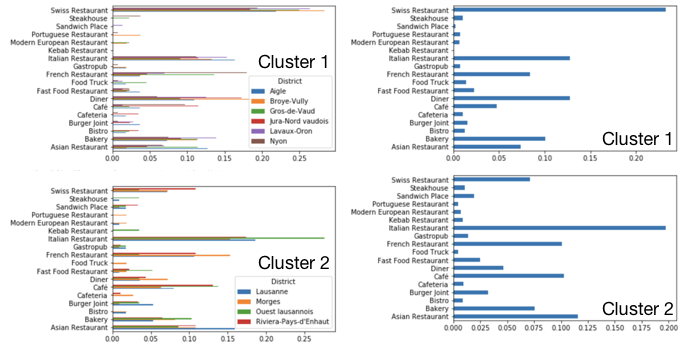 Swiss Restaurant
Steakhouse
Sandwich Place
Portuguese Restaurant
Modern European Restaurant
Kebab Restaurant
Italian Restaurant
Gastropub
French Restaurant
Food Truck
Fast Food Restaurant
Diner
Café
Cafeteria
Burger Joint
Bistro
Bakery
Asian Restaurant
0.00 0.05 0.10 0.15 0.20 0.25
Cluster 1
District
Aigle
Broye-Vully
Gros-de-Vaud
Jura-Nord vaudois
Lavaux-Oron
Nyon
Swiss Restaurant
Steakhouse
Sandwich Place
Portuguese Restaurant
Modern European Restaurant
Kebab Restaurant
Italian Restaurant
Gastropub
French Restaurant
Food Truck
Fast Food Restaurant
Diner
Café
Cafeteria
Burger Joint
Bistro
Bakery
Asian Restaurant
0.00 0.05 0.10 0.15 0.20
Cluster 1
Swiss Restaurant
Steakhouse
Sandwich Place
Portuguese Restaurant
Modern European Restaurant
Kebab Restaurant
Italian Restaurant
Gastropub
French Restaurant
Food Truck
Fast Food Restaurant
Diner
Café
Cafeteria
Burger Joint
Bistro
Bakery
Asian Restaurant
0.00 0.05 0.10 0.15 0.20 0.25
Cluster 2
District
Lausanne
Morges
Ouest lausannois
Riviera-Pays-d'Enhaut
Swiss Restaurant
Steakhouse
Sandwich Place
Portuguese Restaurant
Modern European Restaurant
Kebab Restaurant
Italian Restaurant
Gastropub
French Restaurant
Food Truck
Fast Food Restaurant
Diner
Café
Cafeteria
Burger Joint
Bistro
Bakery
Asian Restaurant
0.000 0.025 0.050 0.075 0.100 0.125 0.150 0.175 0.200
Cluster 2